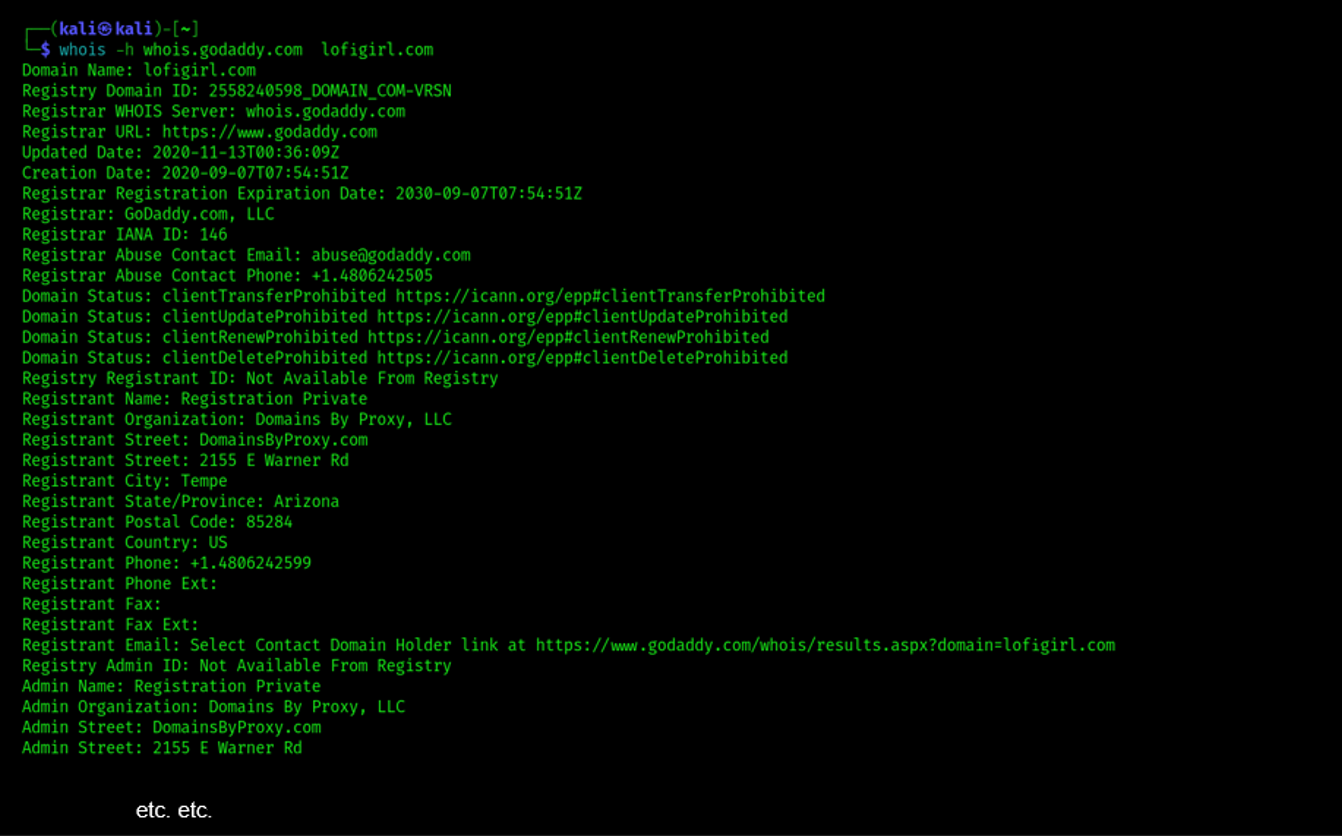 ┌──(kali㉿kali)-[~]
└─$ whois -h whois.godaddy.com  lofigirl.com
Domain Name: lofigirl.com
Registry Domain ID: 2558240598_DOMAIN_COM-VRSN
Registrar WHOIS Server: whois.godaddy.com
Registrar URL: https://www.godaddy.com
Updated Date: 2020-11-13T00:36:09Z
Creation Date: 2020-09-07T07:54:51Z
Registrar Registration Expiration Date: 2030-09-07T07:54:51Z
Registrar: GoDaddy.com, LLC
Registrar IANA ID: 146
Registrar Abuse Contact Email: abuse@godaddy.com
Registrar Abuse Contact Phone: +1.4806242505
Domain Status: clientTransferProhibited https://icann.org/epp#clientTransferProhibited
Domain Status: clientUpdateProhibited https://icann.org/epp#clientUpdateProhibited
Domain Status: clientRenewProhibited https://icann.org/epp#clientRenewProhibited
Domain Status: clientDeleteProhibited https://icann.org/epp#clientDeleteProhibited
Registry Registrant ID: Not Available From Registry
Registrant Name: Registration Private
Registrant Organization: Domains By Proxy, LLC
Registrant Street: DomainsByProxy.com
Registrant Street: 2155 E Warner Rd
Registrant City: Tempe
Registrant State/Province: Arizona
Registrant Postal Code: 85284
Registrant Country: US
Registrant Phone: +1.4806242599
Registrant Phone Ext:
Registrant Fax:
Registrant Fax Ext:
Registrant Email: Select Contact Domain Holder link at https://www.godaddy.com/whois/results.aspx?domain=lofigirl.com
Registry Admin ID: Not Available From Registry
Admin Name: Registration Private
Admin Organization: Domains By Proxy, LLC
Admin Street: DomainsByProxy.com
Admin Street: 2155 E Warner Rd
etc. etc.